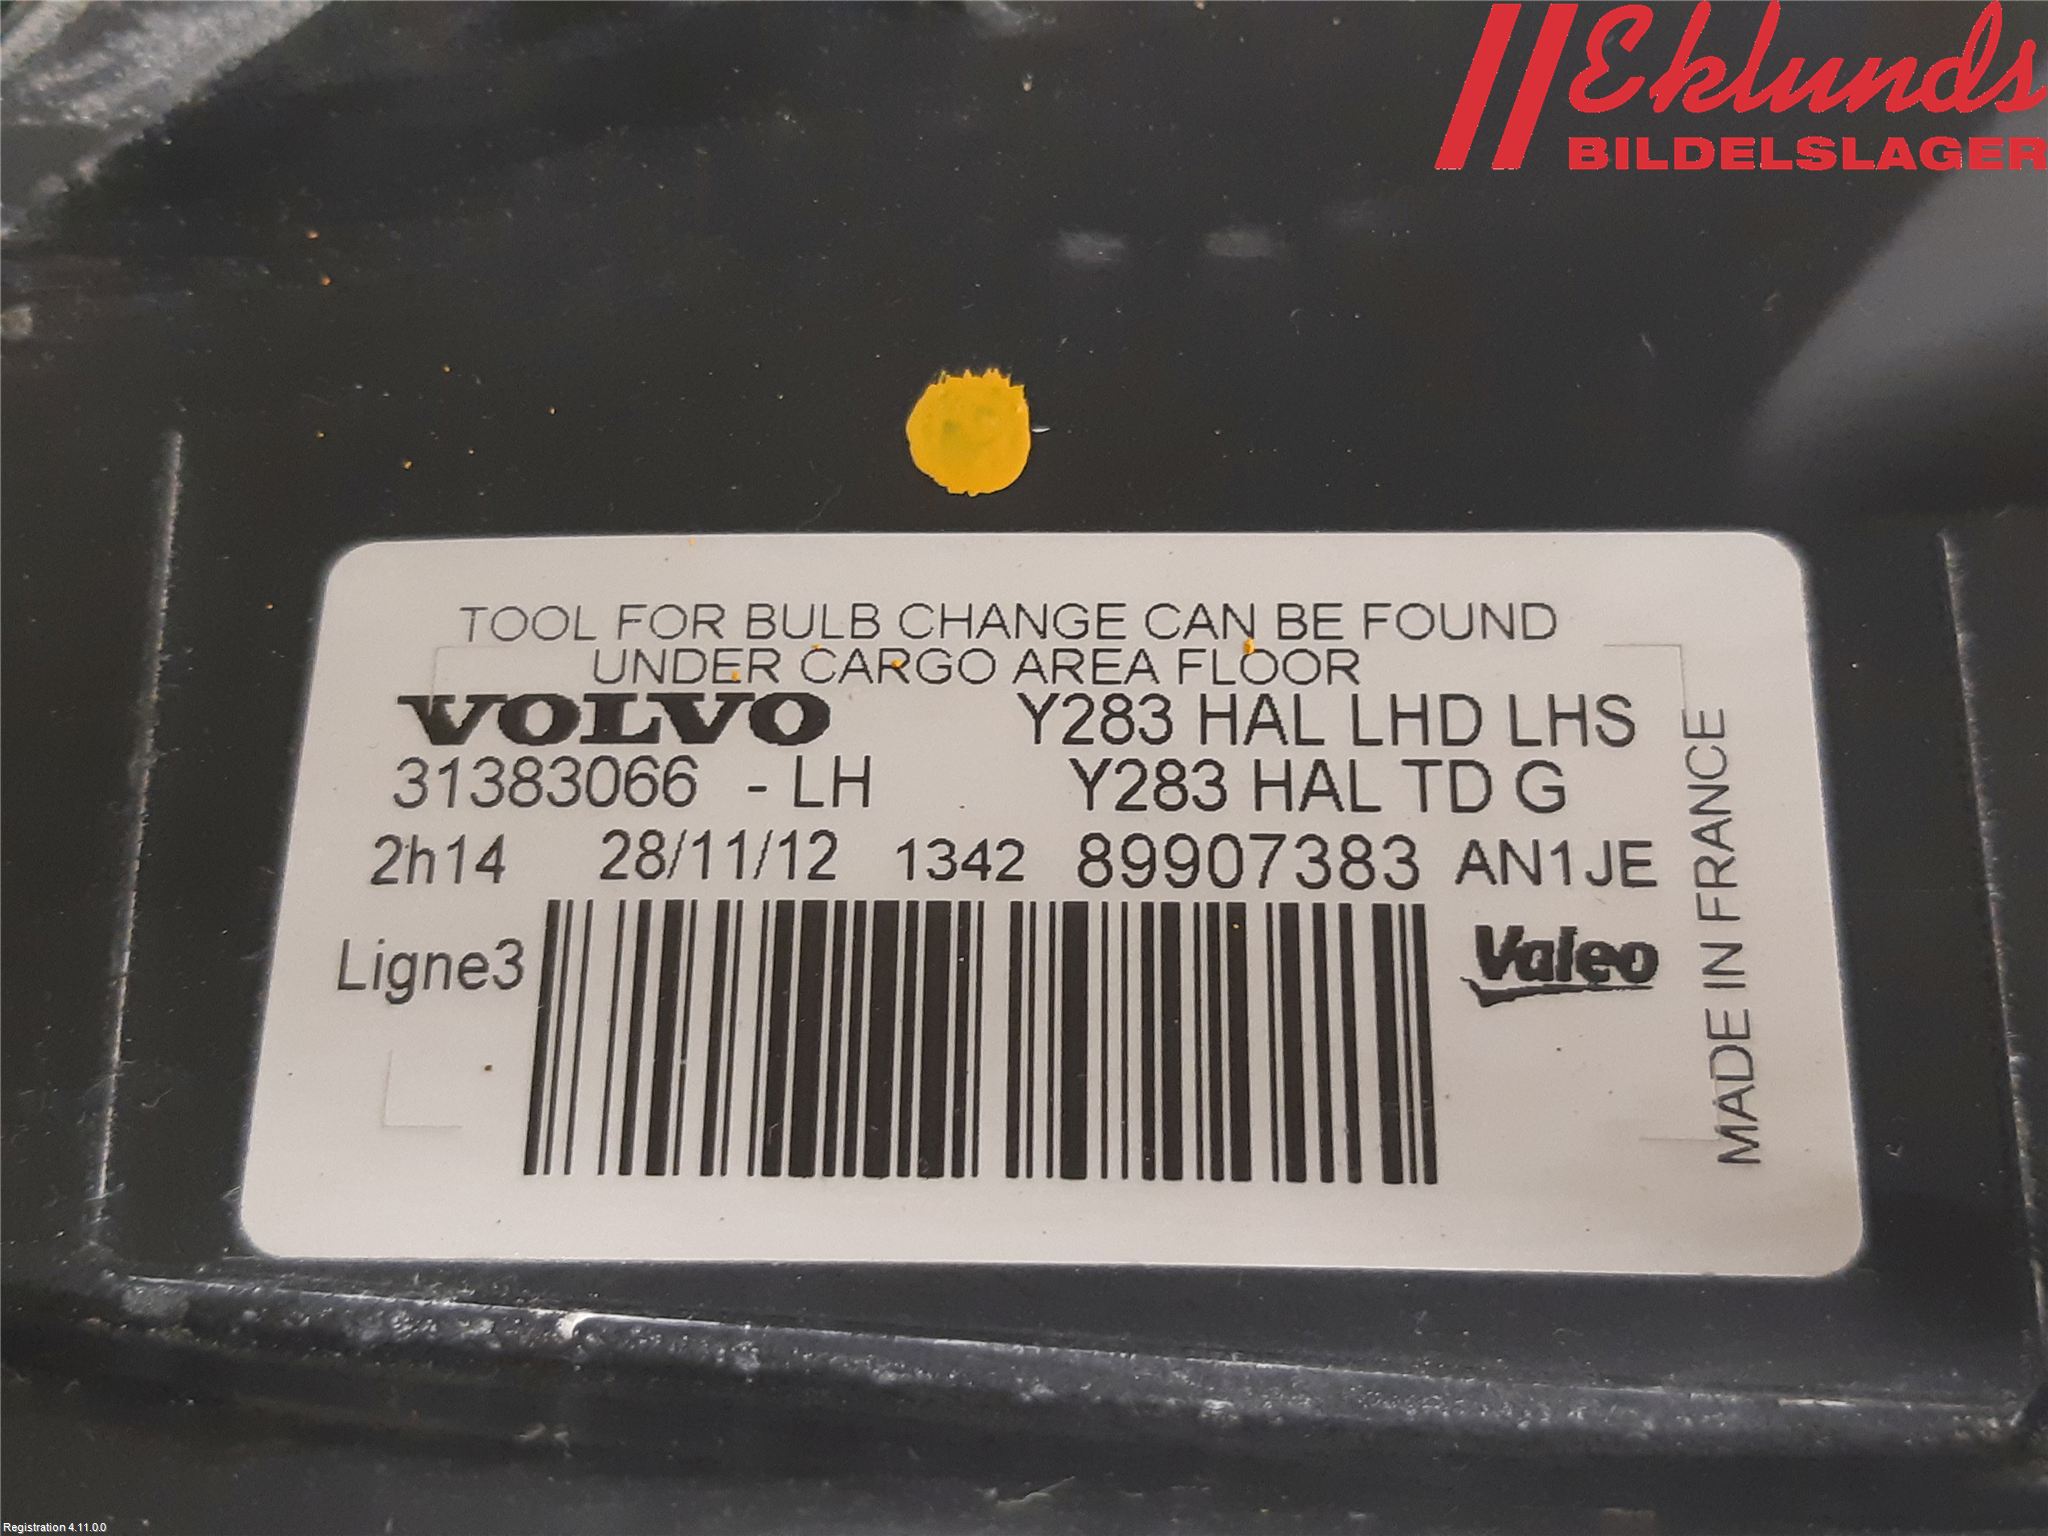 Eklunds
BILDELSLAGER
TOOL FOR BULB CHANGE CAN BE FOUND
UNDER CARGO AREA FLOOR
VOLVO Y283 HAL LHD LHS
31383066 - LH Y283 HAL TD G
2h14 28/11/12 1342 89907383 AN1JE
Ligne3 Valeo
MADE IN FRANCE
Registration 4.11.0.0